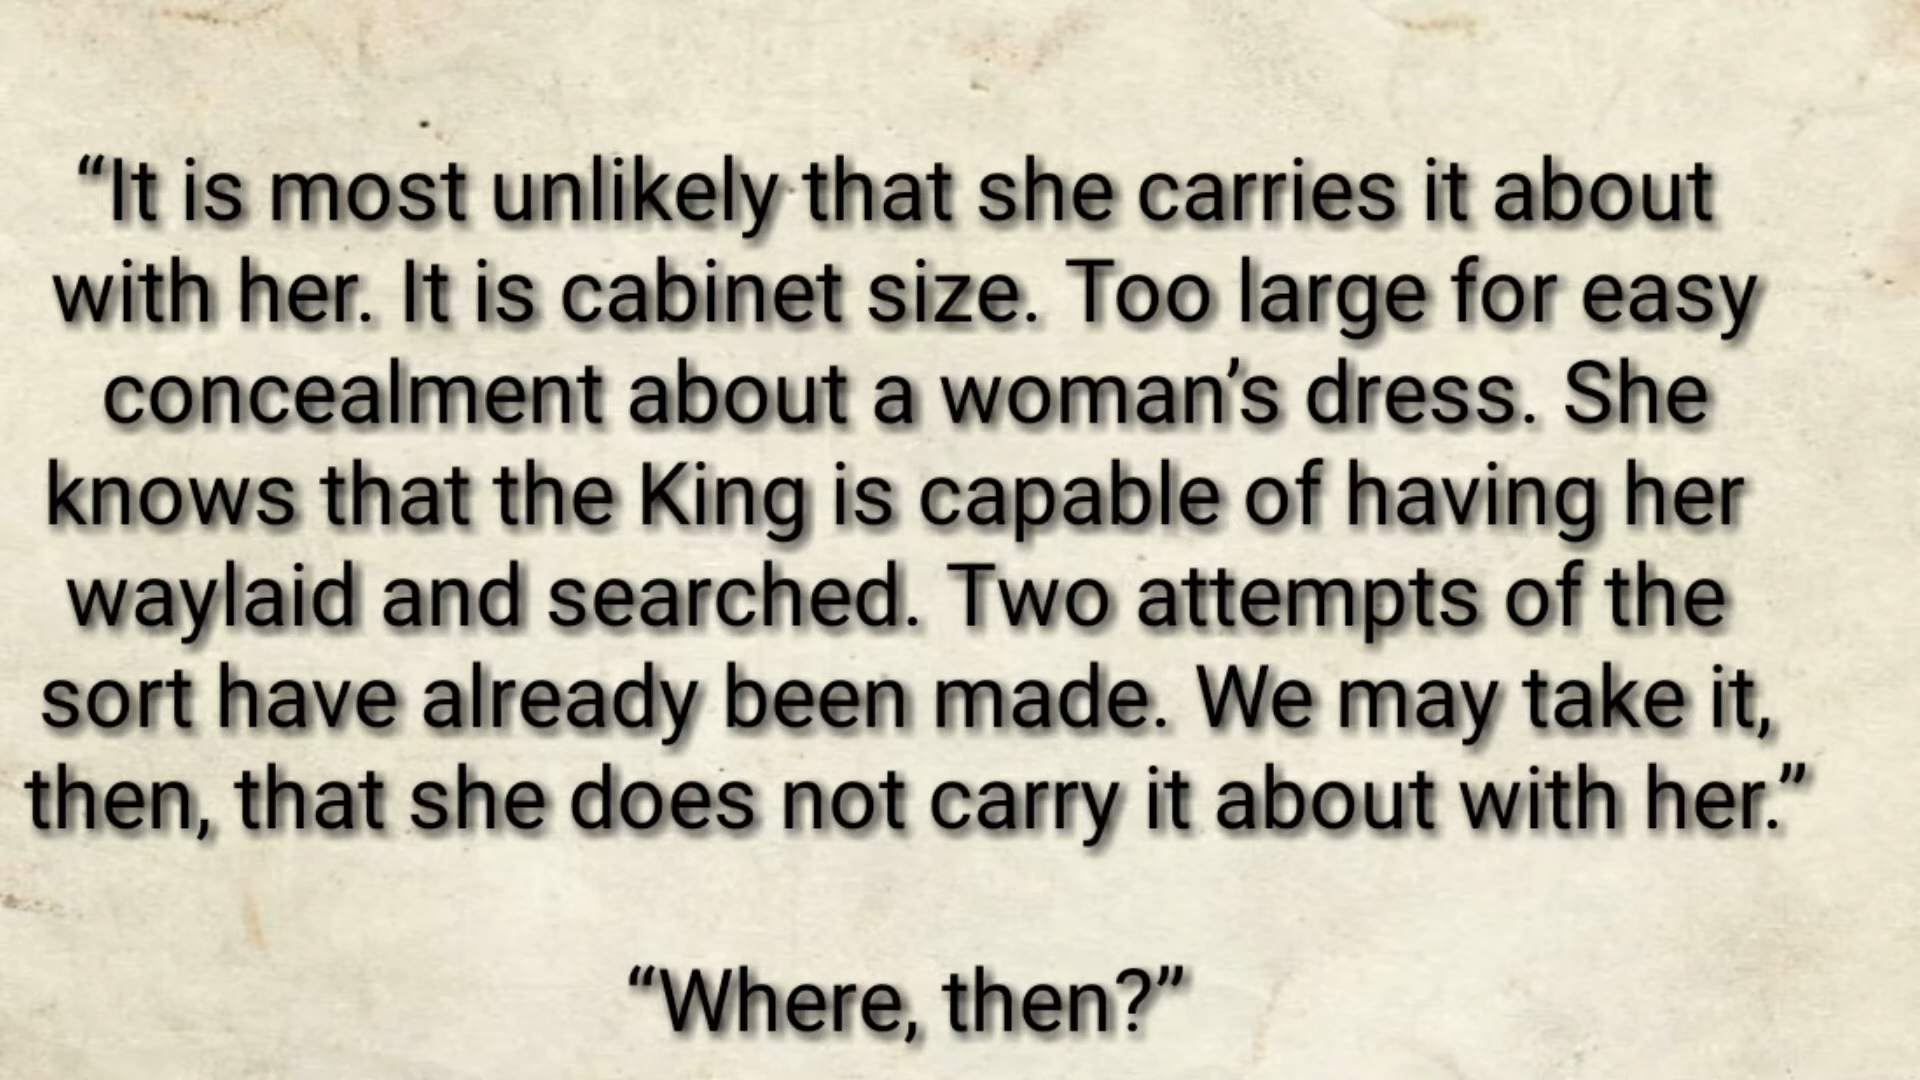 “It is most unlikely that she carries it about
with her. It is cabinet size. Too large for easy
concealment about a woman’s dress. She
knows that the King is capable of having her
waylaid and searched. Two attempts of the
sort have already been made. We may take it,
then, that she does not carry it about with her.”
“Where, then?”